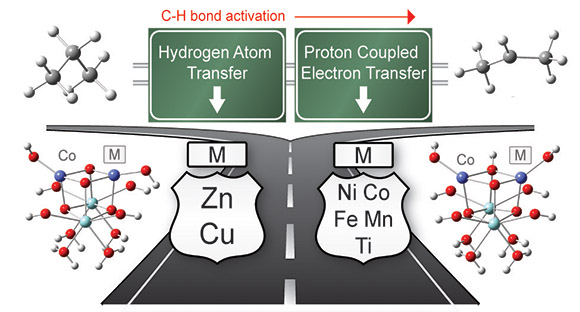 C-H bond activation
Hydrogen Atom
Transfer
Proton Coupled
Electron Transfer
Co
M
M
Zn
Cu
M
Ni Co
Fe Mn
Ti
Co
M